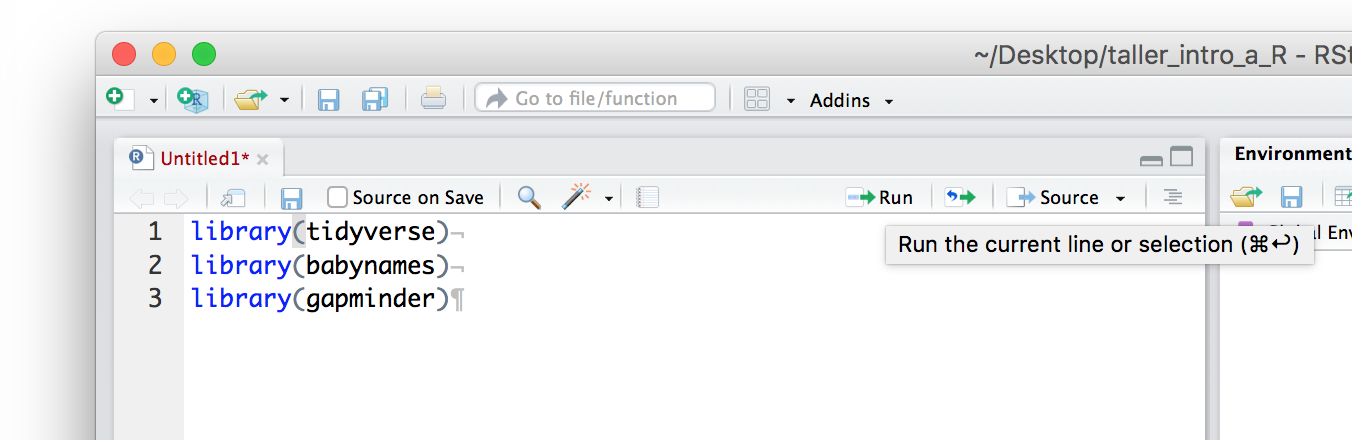 ~/Desktop/taller_intro_a_R - RSt
Go to file/function
Addins
Untitled1*
Environment
Source on Save
Run
Source
1 library(tidyverse)¬
Run the current line or selection (⌘↩)
l Env
2 library(babynames)¬
3 library(gapminder)¶